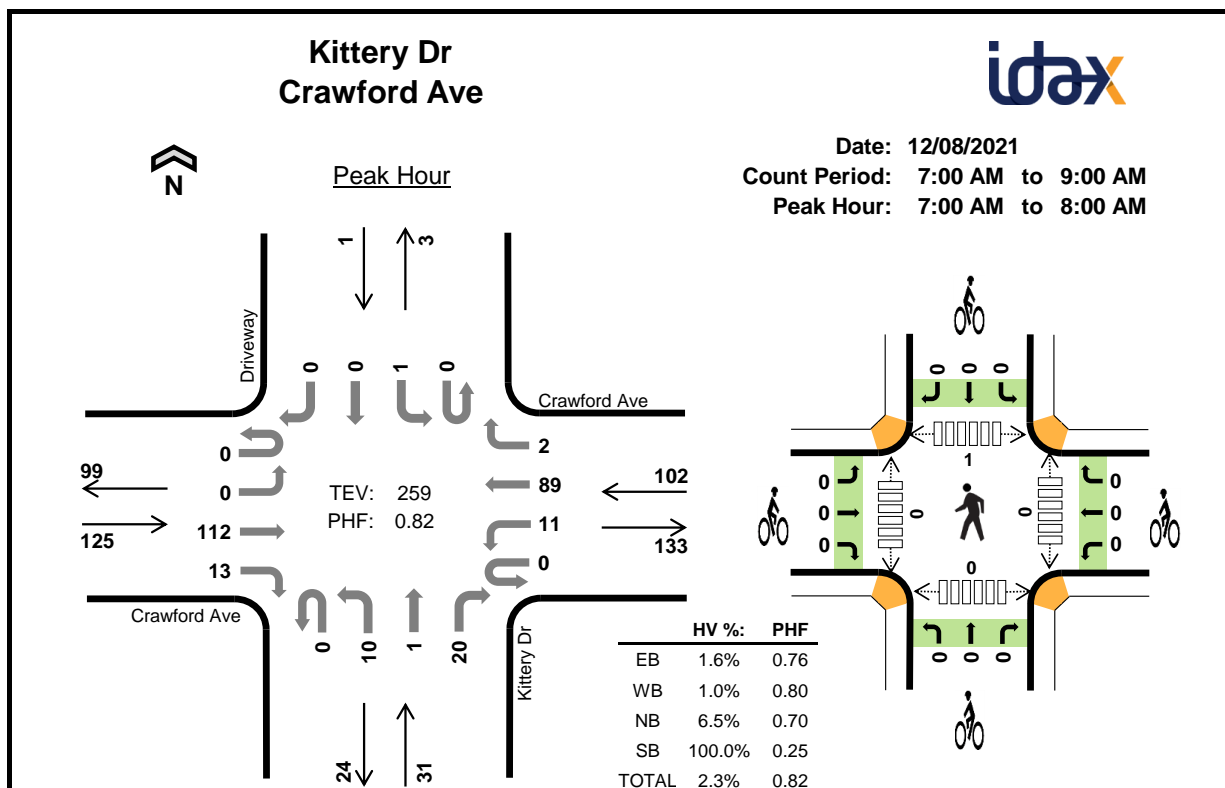 Kittery Dr
Crawford Ave
idax
Date: 12/08/2021
Count Period: 7:00 AM to 9:00 AM
Peak Hour: 7:00 AM to 8:00 AM
N
Peak Hour
1
3
Driveway
0
0
1
0
Crawford Ave
0
0
112
13
99
125
TEV: 259
PHF: 0.82
2
89
11
0
102
133
Crawford Ave
0
10
1
20
Kittery Dr
24
31
HV %: PHF
EB 1.6% 0.76
WB 1.0% 0.80
NB 6.5% 0.70
SB 100.0% 0.25
TOTAL 2.3% 0.82
0
0
0
1
0
0
0
0
0
0
0
0
0
0
0
0